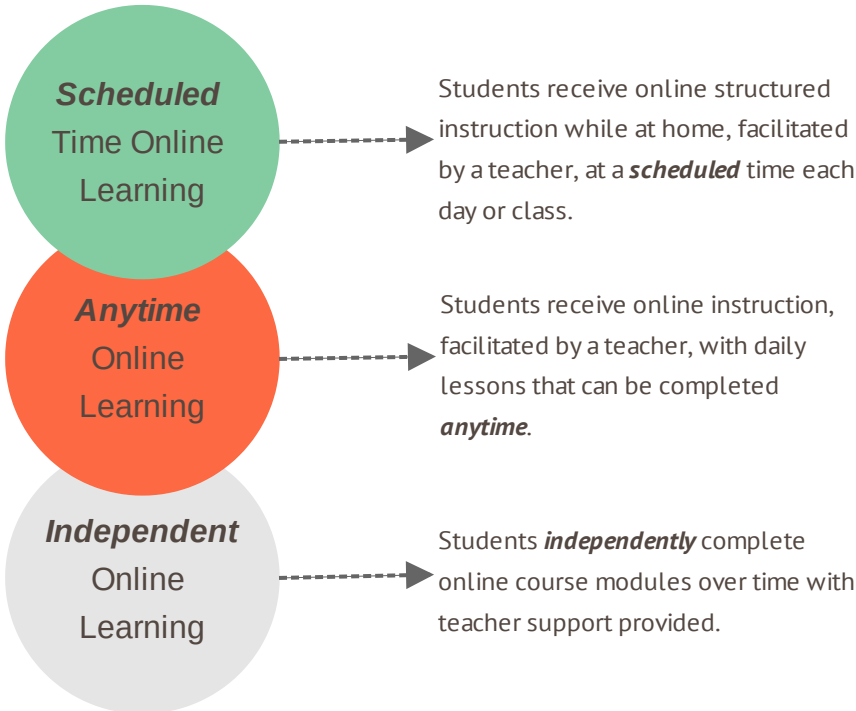 Scheduled
Time Online
Learning
Students receive online structured
instruction while at home, facilitated
by a teacher, at a scheduled time each
day or class.
Anytime
Online
Learning
Students receive online instruction,
facilitated by a teacher, with daily
lessons that can be completed
anytime.
Independent
Online
Learning
Students independently complete
online course modules over time with
teacher support provided.